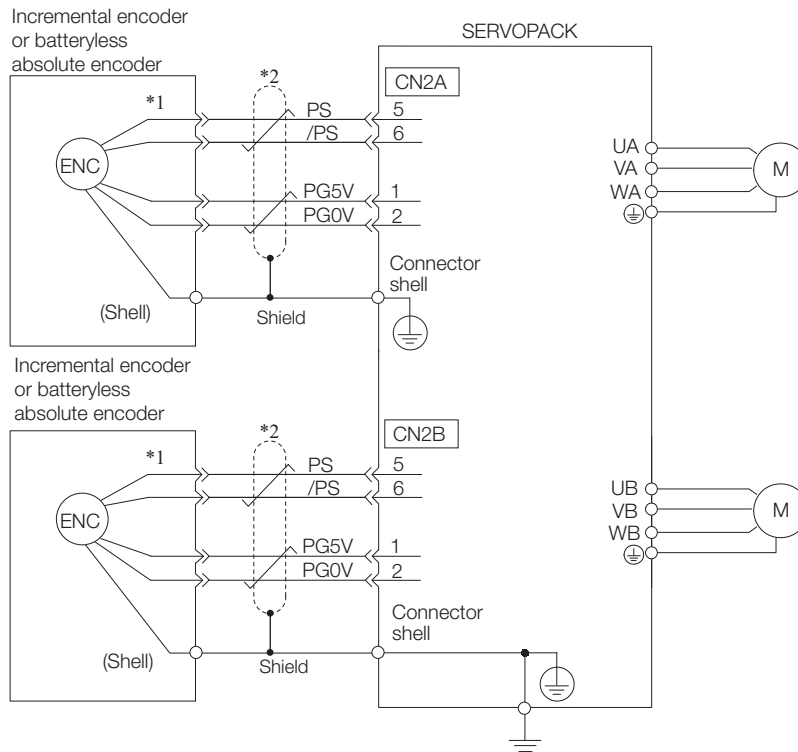 Incremental encoder
or batteryless
absolute encoder
SERVOPACK
*1
*2
CN2A
PS
5
/PS
6
ENC
PG5V
1
PG0V
2
UA
VA
WA
M
Connector
shell
(Shell)
Shield
Incremental encoder
or batteryless
absolute encoder
*1
*2
CN2B
PS
5
/PS
6
ENC
PG5V
1
PG0V
2
UB
VB
WB
M
Connector
shell
(Shell)
Shield